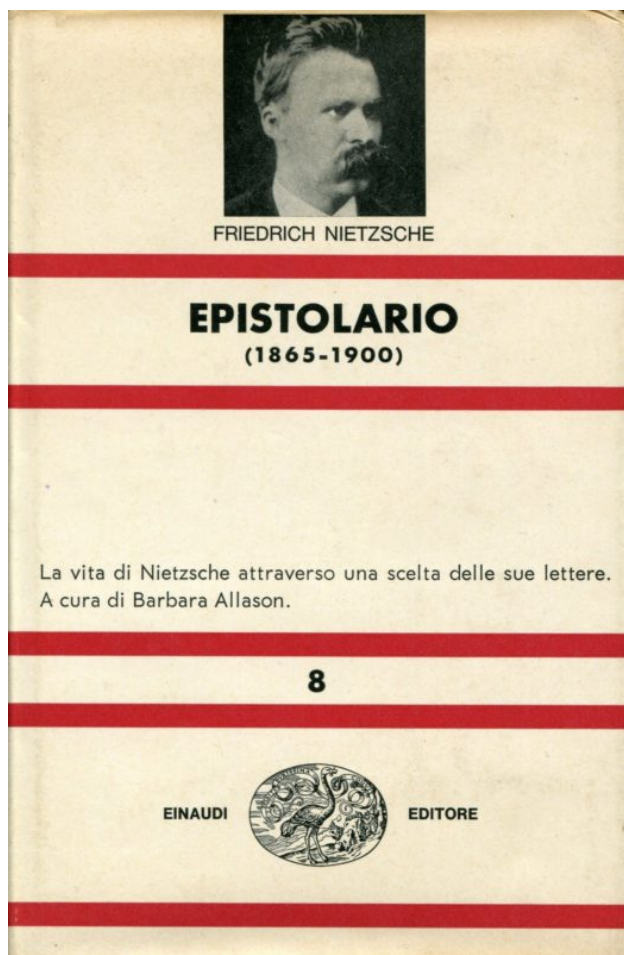 FRIEDRICH NIETZSCHE
EPISTOLARIO
(1865-1900)
La vita di Nietzsche attraverso una scelta delle sue lettere.
A cura di Barbara Allason.
8
EINAUDI
EDITORE